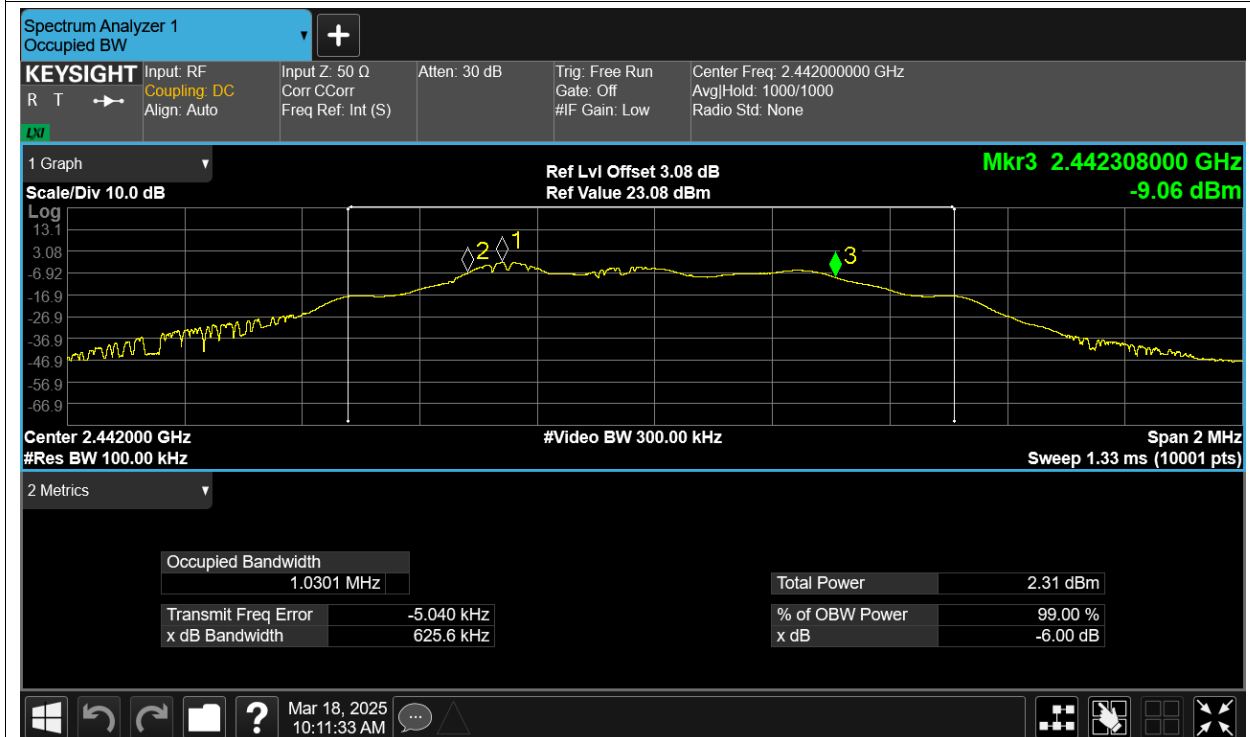 Spectrum Analyzer 1
Occupied BW
KEYSIGHT
R T
LXI
Input: RF
Coupling: DC
Align: Auto
Input Z: 50 Ω
Corr CCorr
Freq Ref: Int (S)
Atten: 30 dB
Trig: Free Run
Gate: Off
#IF Gain: Low
Center Freq: 2.442000000 GHz
Avg|Hold: 1000/1000
Radio Std: None
1 Graph
Scale/Div 10.0 dB
Ref Lvl Offset 3.08 dB
Ref Value 23.08 dBm
Mkr3 2.442308000 GHz
-9.06 dBm
Log
13.1
3.08
-6.92
-16.9
-26.9
-36.9
-46.9
-56.9
-66.9
2
1
3
Center 2.442000 GHz
#Res BW 100.00 kHz
#Video BW 300.00 kHz
Span 2 MHz
Sweep 1.33 ms (10001 pts)
2 Metrics
Occupied Bandwidth
1.0301 MHz
Transmit Freq Error -5.040 kHz
x dB Bandwidth 625.6 kHz
Total Power 2.31 dBm
% of OBW Power 99.00 %
x dB -6.00 dB
?
Mar 18, 2025
10:11:33 AM